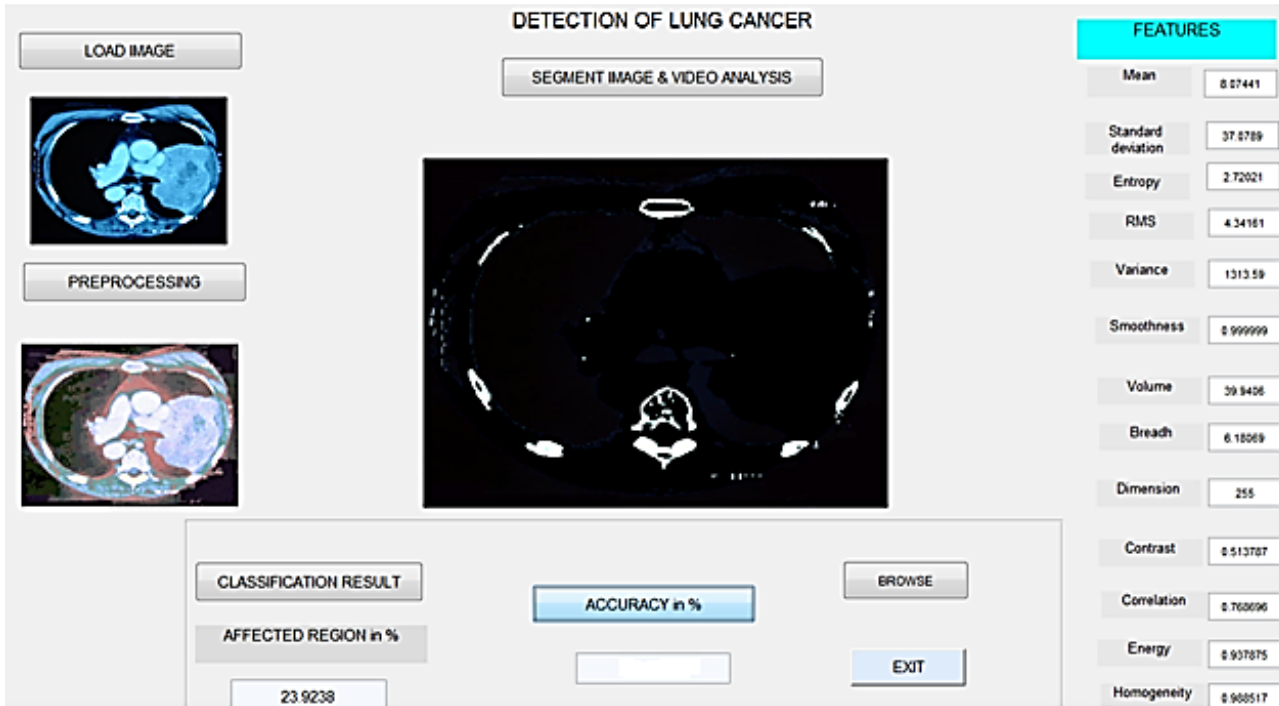 DETECTION OF LUNG CANCER
LOAD IMAGE
SEGMENT IMAGE & VIDEO ANALYSIS
PREPROCESSING
FEATURES
Mean
8.07441
Standard
deviation
37.0789
Entropy
2.72021
RMS
4.34161
Variance
1313.59
Smoothness
0.999999
Volume
39.9406
Breadh
6.18069
Dimension
255
Contrast
0.513787
Correlation
0.768696
Energy
0.937875
Homogeneity
0.988517
CLASSIFICATION RESULT
ACCURACY in %
BROWSE
AFFECTED REGION in %
EXIT
23.9238